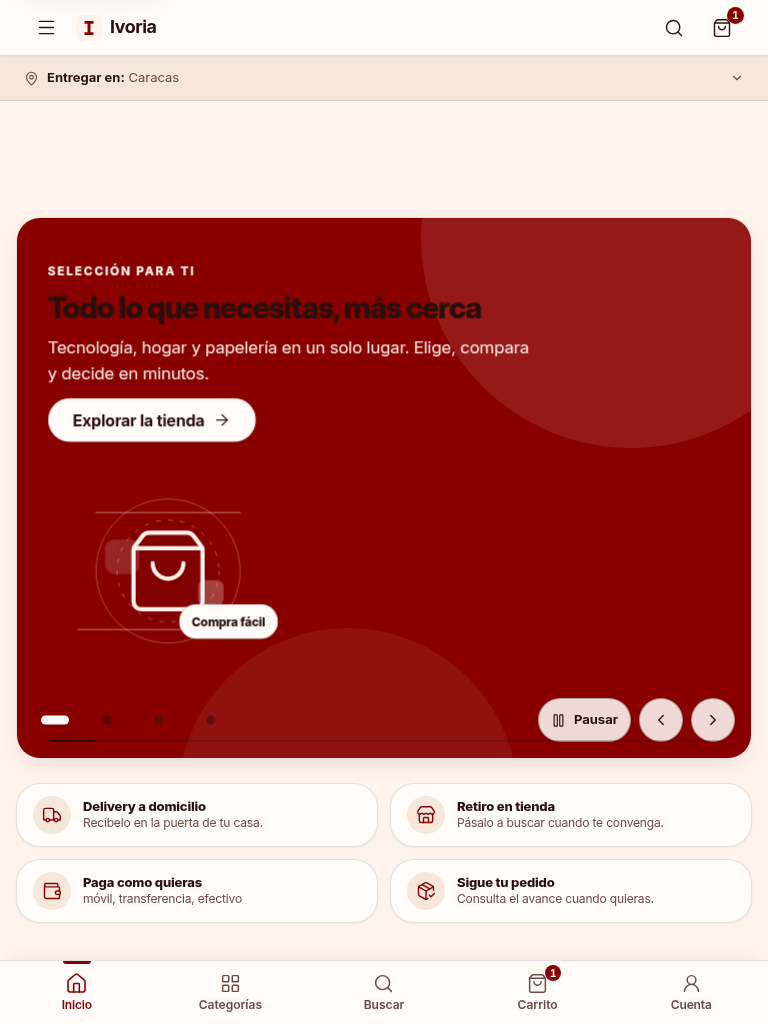 I Ivoria
1
Entregar en: Caracas
SELECCIÓN PARA TI
Todo lo que necesitas, más cerca
Tecnología, hogar y papelería en un solo lugar. Elige, compara
y decide en minutos.
Explorar la tienda
Compra fácil
Pausar
Delivery a domicilio
Recíbelo en la puerta de tu casa.
Retiro en tienda
Pásalo a buscar cuando te convenga.
Paga como quieras
móvil, transferencia, efectivo
Sigue tu pedido
Consulta el avance cuando quieras.
Inicio
Categorías
Buscar
1
Carrito
Cuenta